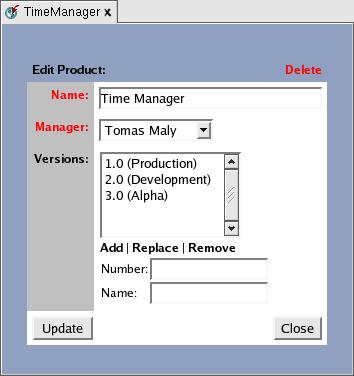 TimeManager x
Edit Product: Delete
Name: Time Manager
Manager: Tomas Maly
Versions: 1.0 (Production)
2.0 (Development)
3.0 (Alpha)
Add | Replace | Remove
Number:
Name:
Update Close